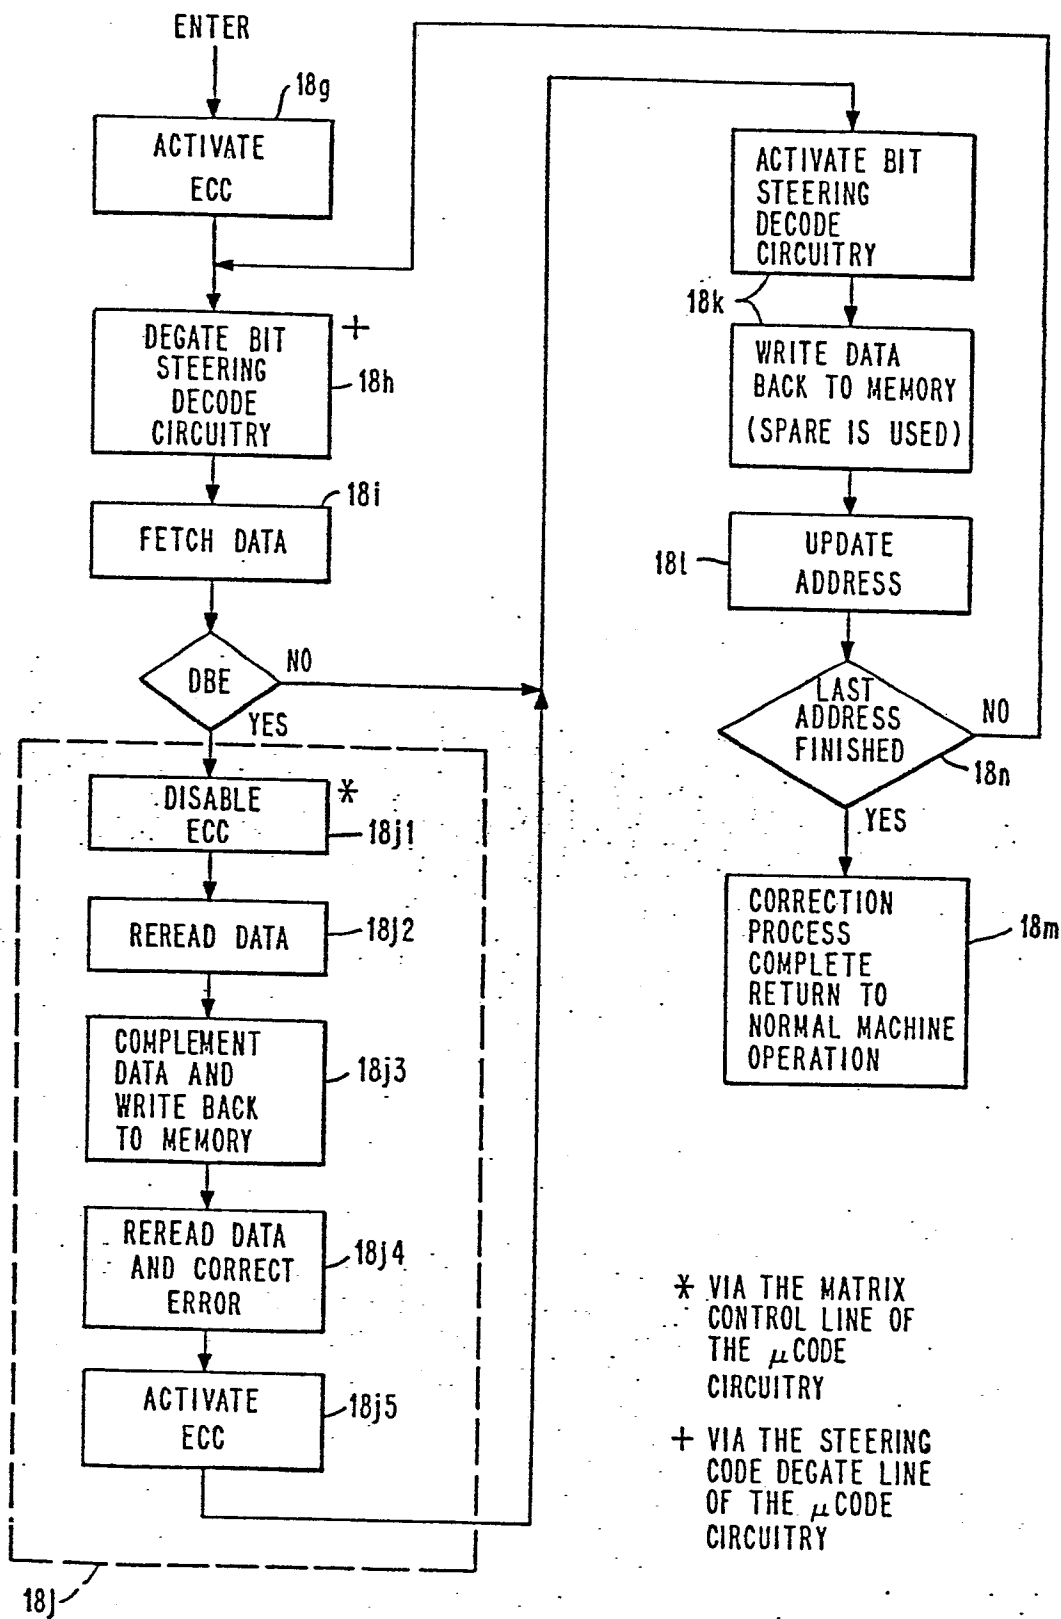 ENTER
18g
ACTIVATE
ECC
DEGATE BIT
STEERING
DECODE
CIRCUITRY
+
18h
18i
FETCH DATA
DBE
NO
YES
DISABLE
ECC
*
18j1
REREAD DATA
18j2
COMPLEMENT
DATA AND
WRITE BACK
TO MEMORY
18j3
REREAD DATA
AND CORRECT
ERROR
18j4
ACTIVATE
ECC
18j5
18j
ACTIVATE BIT
STEERING
DECODE
CIRCUITRY
18k
WRITE DATA
BACK TO MEMORY
(SPARE IS USED)
18l
UPDATE
ADDRESS
LAST
ADDRESS
FINISHED
NO
18n
YES
CORRECTION
PROCESS
COMPLETE
RETURN TO
NORMAL MACHINE
OPERATION
18m
* VIA THE MATRIX
CONTROL LINE OF
THE μCODE
CIRCUITRY
+ VIA THE STEERING
CODE DEGATE LINE
OF THE μCODE
CIRCUITRY